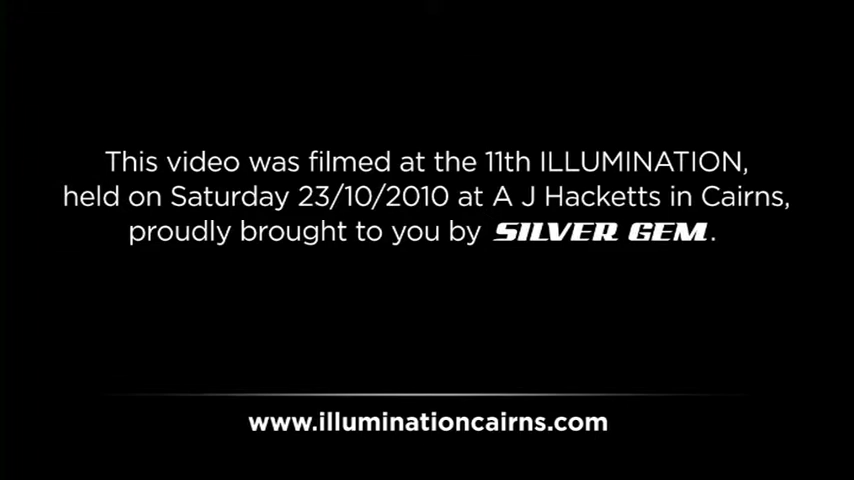 This video was filmed at the 11th ILLUMINATION,
held on Saturday 23/10/2010 at A J Hacketts in Cairns,
proudly brought to you by SILVER GEM.
www.illuminationcairns.com